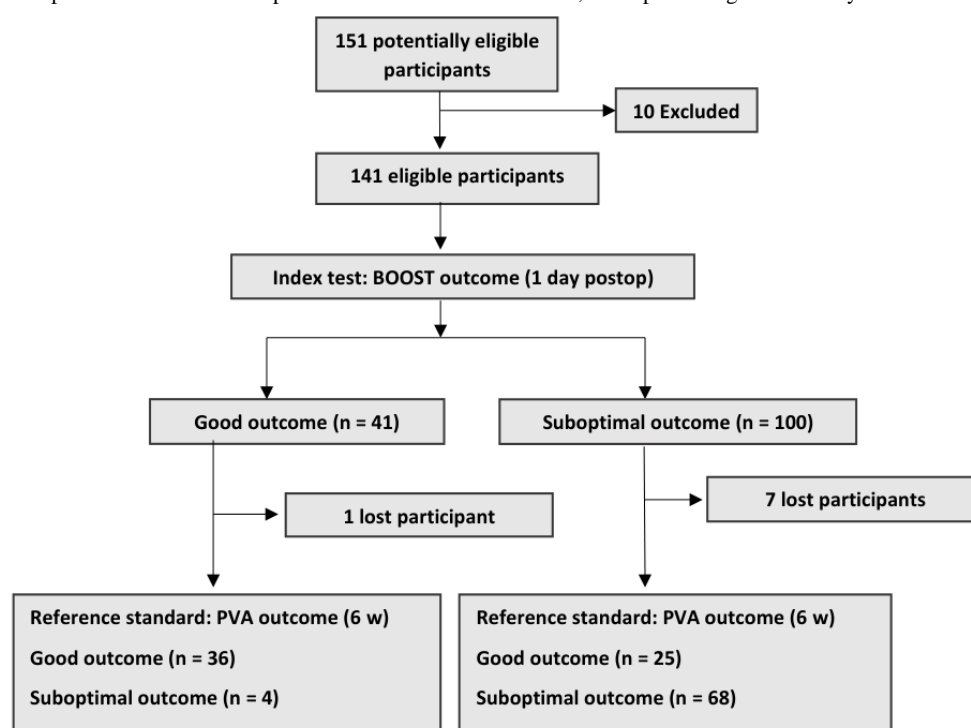 151 potentially eligible
participants
10 Excluded
141 eligible participants
Index test: BOOST outcome (1 day postop)
Good outcome (n = 41)
Suboptimal outcome (n = 100)
7 lost participants
1 lost participant
Reference standard: PVA outcome (6 w)
Good outcome (n = 36)
Suboptimal outcome (n = 4)
Reference standard: PVA outcome (6 w)
Good outcome (n = 25)
Suboptimal outcome (n = 68)